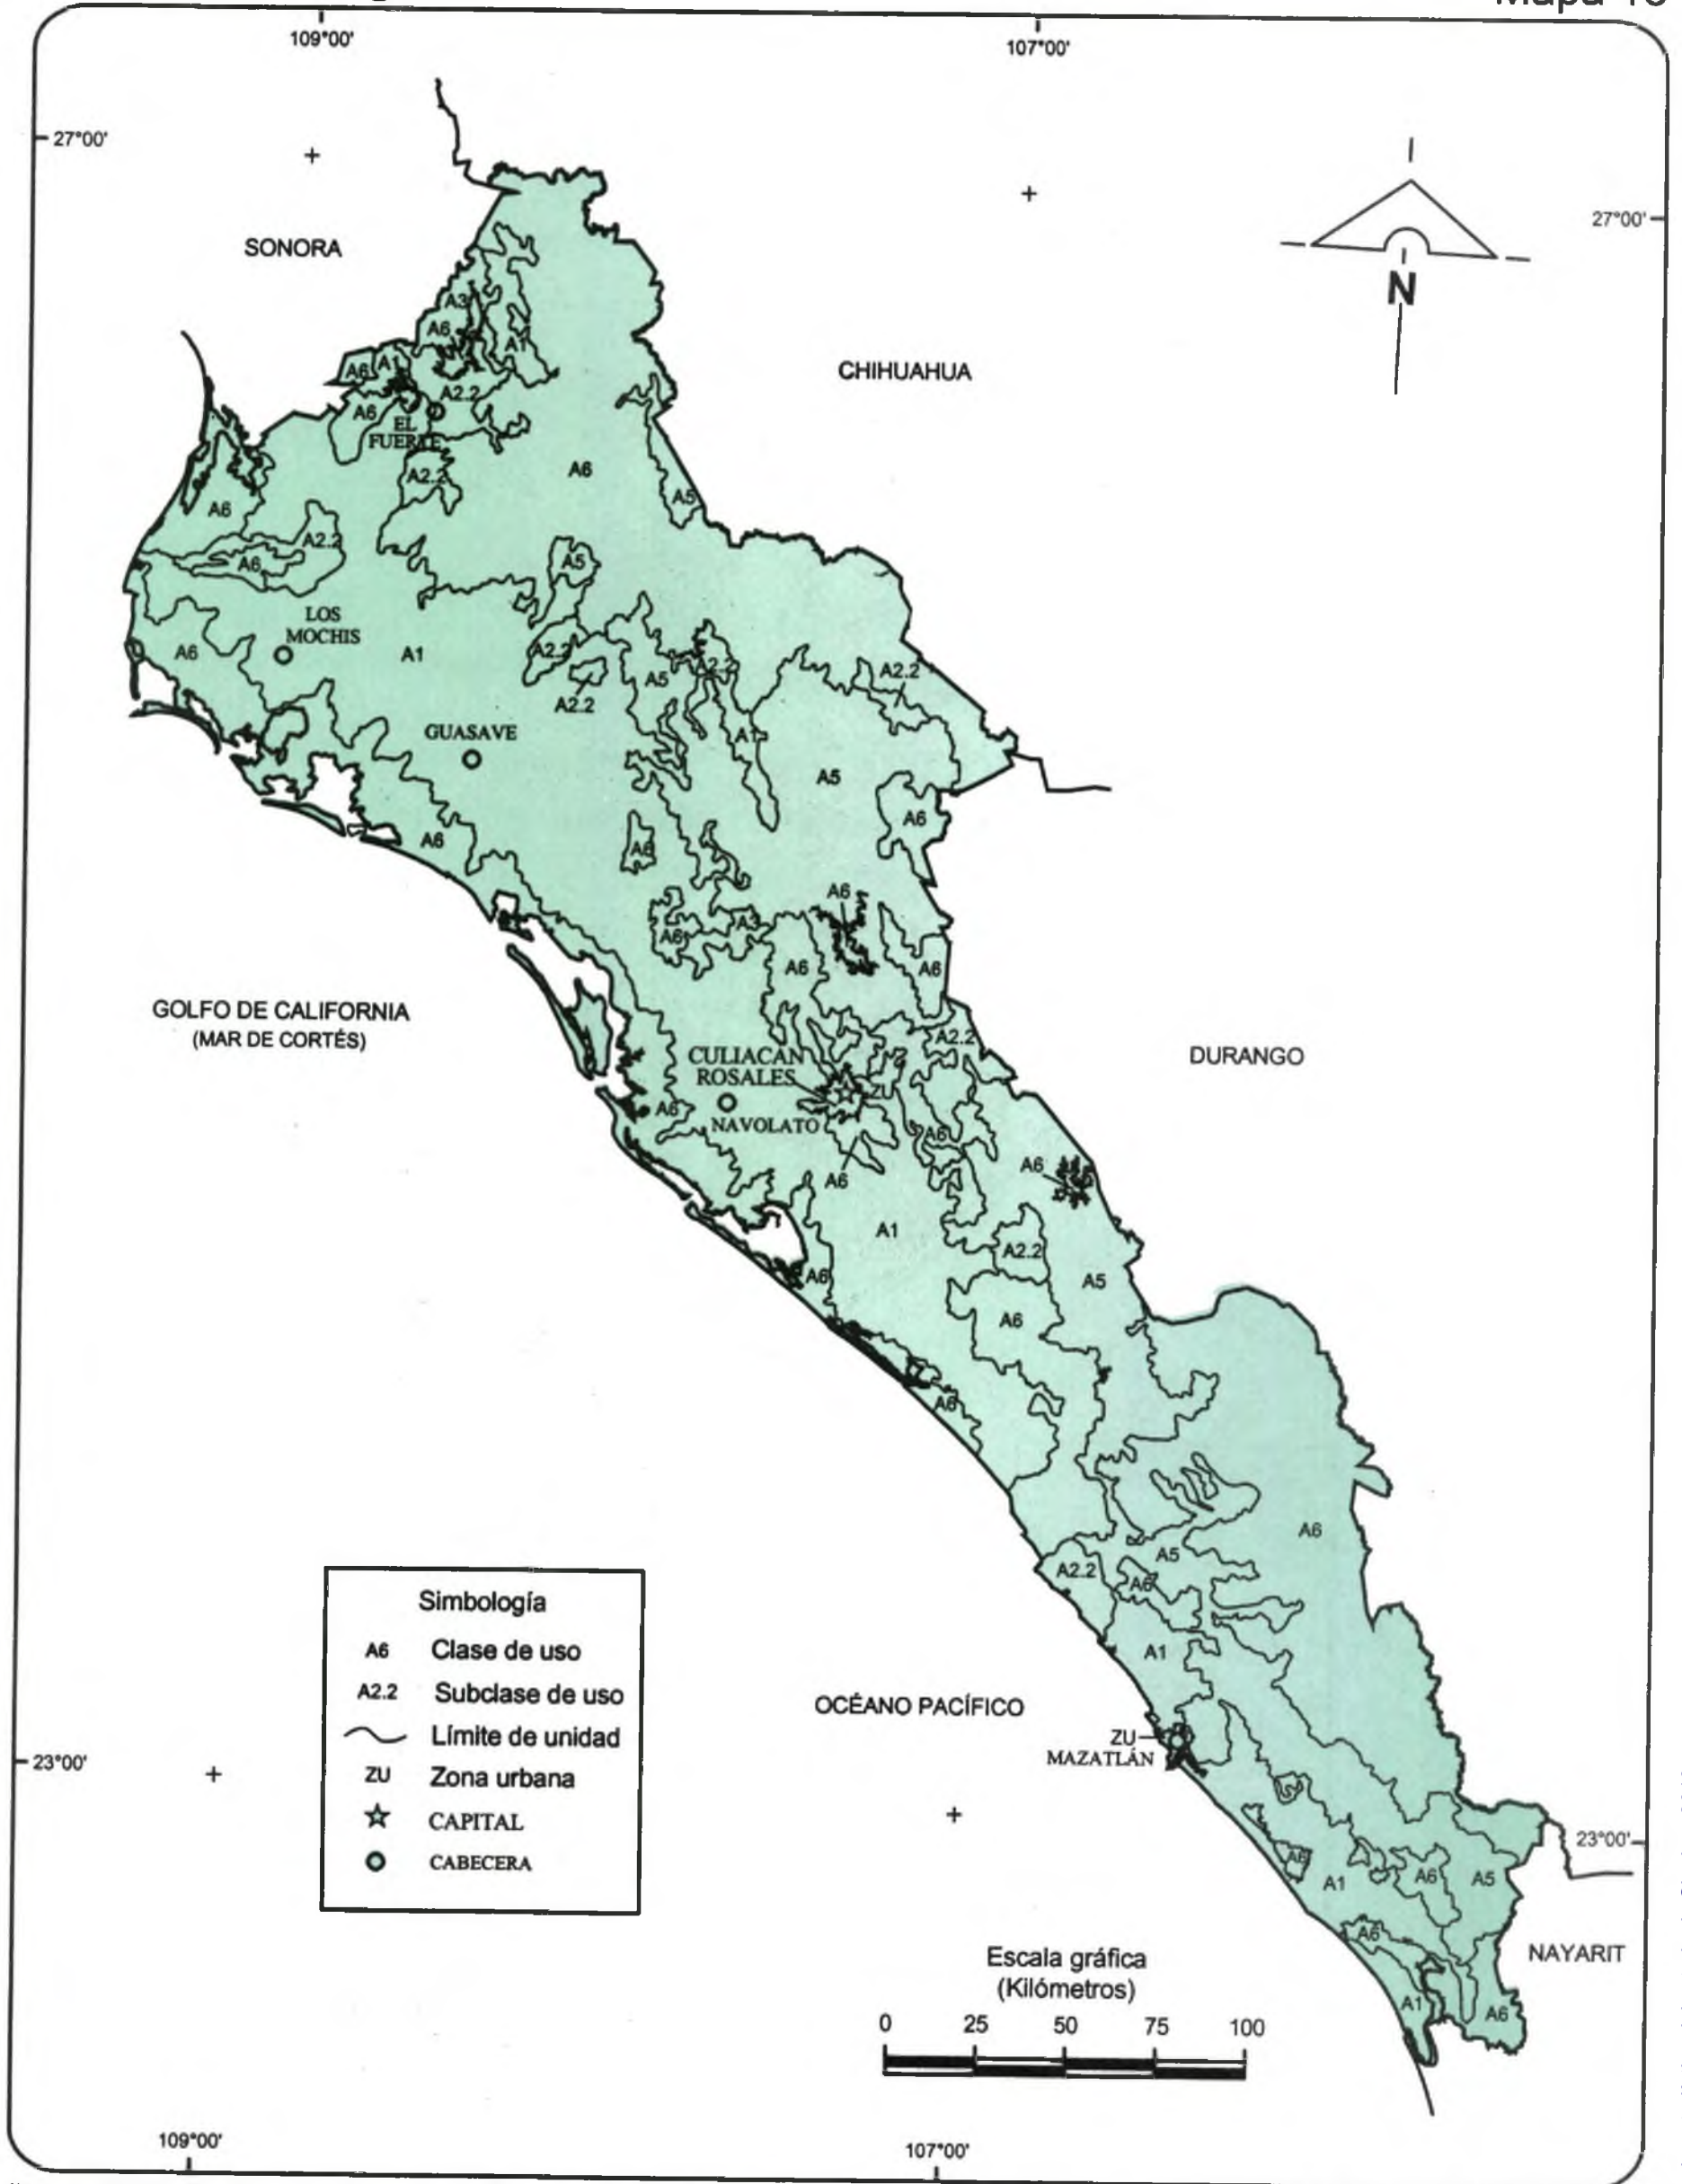 109°00'
107°00'
27°00'
27°00'
SONORA
N
A3
A6
A1
CHIHUAHUA
A6
A1
A2.2
A6
EL
FUERTE
A6
A2.2
A5
A6
A2.2
A6
A5
LOS
MOCHIS
A6
A1
A2.2
A5
A2.2
A2.2
A2.2
GUASAVE
A1
A5
A6
A6
A6
A6
A6
A3
A6
A6
GOLFO DE CALIFORNIA
(MAR DE CORTÉS)
A2.2
DURANGO
CULIACAN
ROSALES
ZU
A6
NAVOLATO
A6
A6
A6
A1
A2.2
A5
A6
A6
A6
A6
A5
A2.2
A6
A1
Simbología
A6 Clase de uso
A2.2 Subclase de uso
Límite de unidad
ZU Zona urbana
CAPITAL
CABECERA
OCÉANO PACÍFICO
ZU
MAZATLÁN
23°00'
23°00'
A6
A1
A6
A5
A6
NAYARIT
A1
A6
Escala gráfica
(Kilómetros)
0 25 50 75 100
109°00'
107°00'